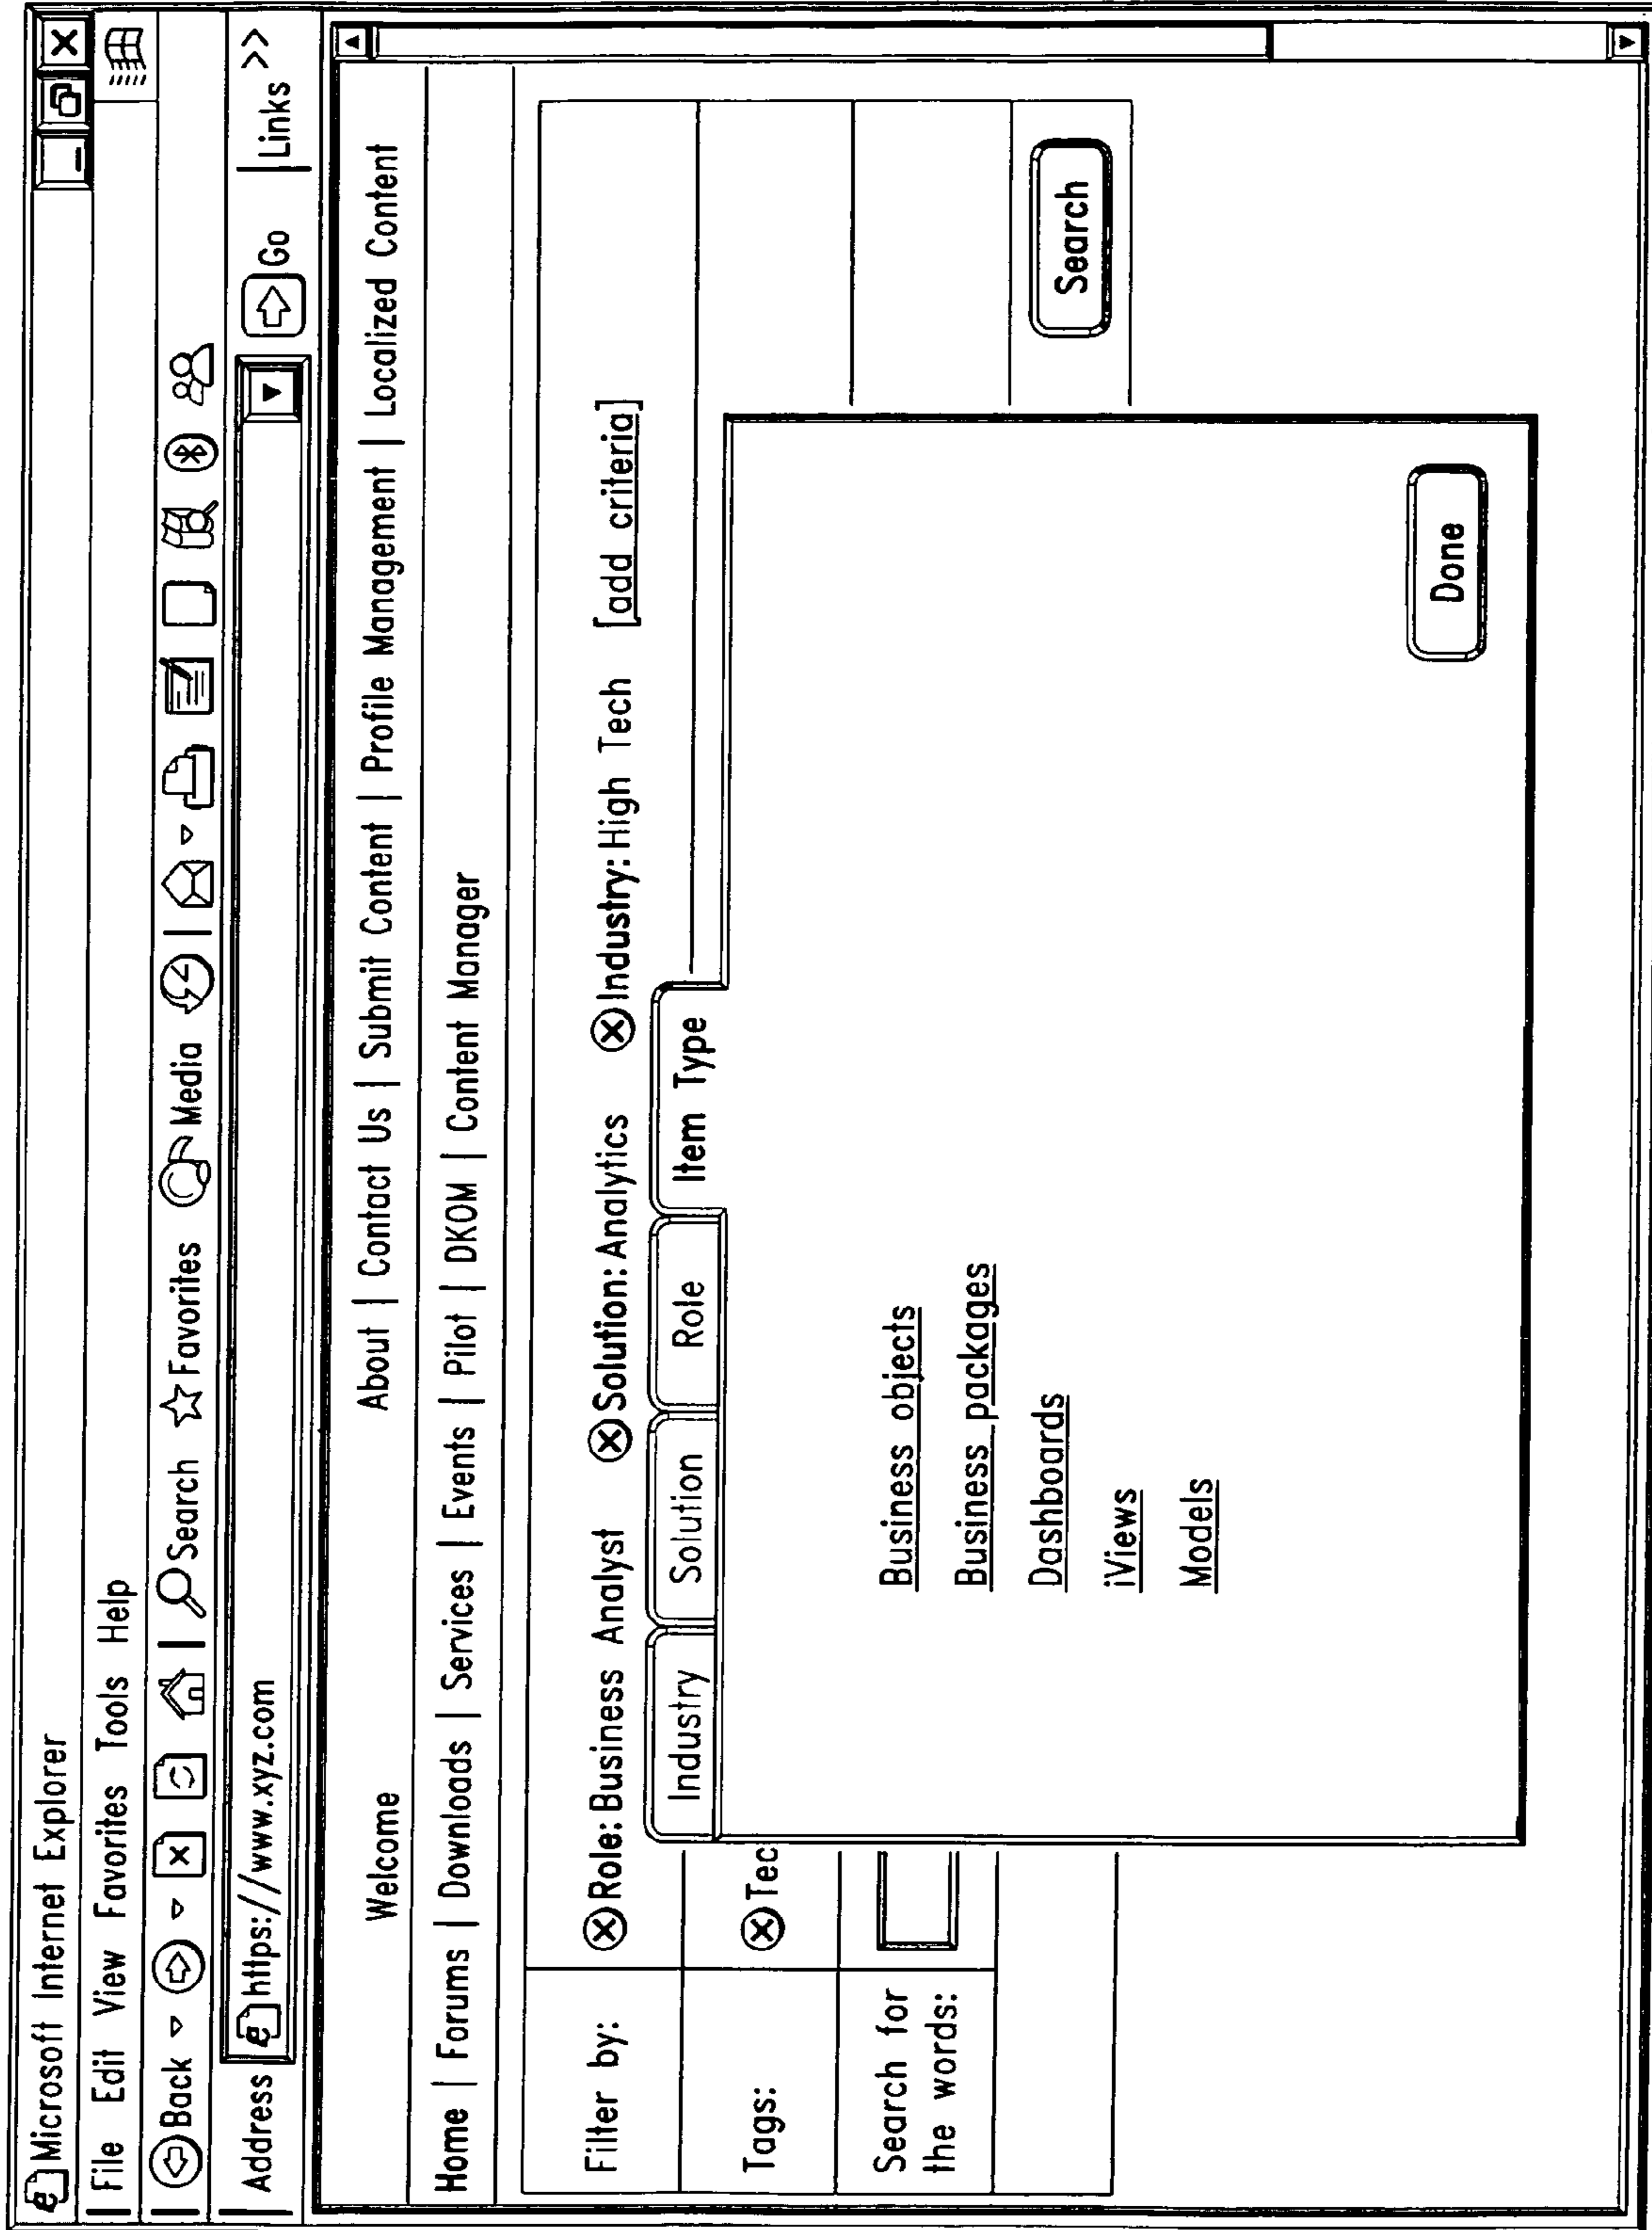 Microsoft Internet Explorer
File Edit View Favorites Tools Help
Back Search Favorites Media
Address https://www.xyz.com Go Links >>
Welcome About | Contact Us | Submit Content | Profile Management | Localized Content
Home | Forums | Downloads | Services | Events | Pilot | DKOM | Content Manager
Filter by: Role: Business Analyst Solution: Analytics Industry: High Tech [add criteria]
Industry Solution Role Item Type
Tags: Tec
Search for
the words:
Business objects
Business packages
Dashboards
iViews
Models
Search
Done